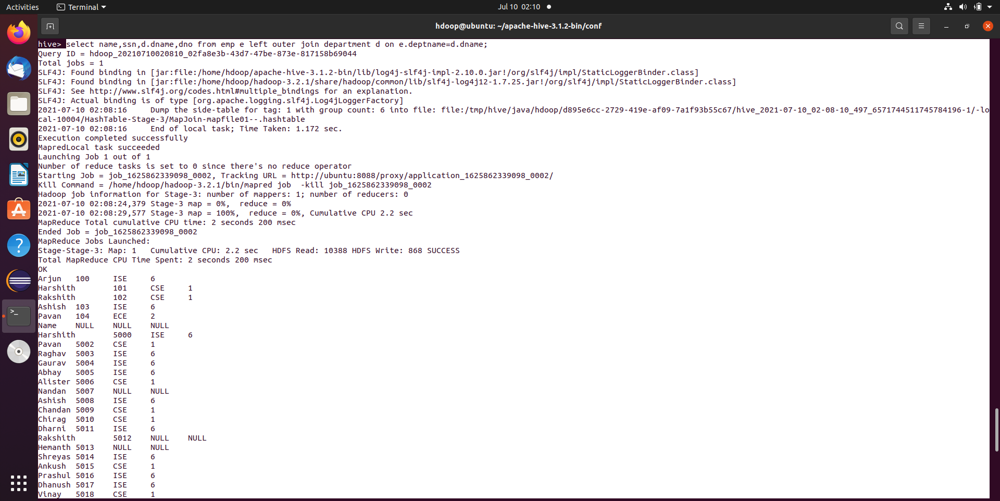 Activities
Terminal
Jul 10 02:10
hdoop@ubuntu: ~/apache-hive-3.1.2-bin/conf
hive> select name,ssn,d.dname,dno from emp e left outer join department d on e.deptname=d.dname;
Query ID = hdoop_20210710020810_02fa8e3b-43d7-47be-873e-817158b69044
Total jobs = 1
SLF4J: Found binding in [jar:file:/home/hdoop/apache-hive-3.1.2-bin/lib/log4j-slf4j-impl-2.10.0.jar!/org/slf4j/impl/StaticLoggerBinder.class]
SLF4J: Found binding in [jar:file:/home/hdoop/hadoop-3.2.1/share/hadoop/common/lib/slf4j-log4j12-1.7.25.jar!/org/slf4j/impl/StaticLoggerBinder.class]
SLF4J: See http://www.slf4j.org/codes.html#multiple_bindings for an explanation.
SLF4J: Actual binding is of type [org.apache.logging.slf4j.Log4jLoggerFactory]
2021-07-10 02:08:16     Dump the side-table for tag: 1 with group count: 6 into file: file:/tmp/hive/java/hdoop/d895e6cc-2729-419e-af09-7a1f93b55c67/hive_2021-07-10_02-08-10_497_6571744511745784196-1/-lo
cal-10004/HashTable-Stage-3/MapJoin-mapfile01--.hashtable
2021-07-10 02:08:16     End of local task; Time Taken: 1.172 sec.
Execution completed successfully
MapredLocal task succeeded
Launching Job 1 out of 1
Number of reduce tasks is set to 0 since there's no reduce operator
Starting Job = job_1625862339098_0002, Tracking URL = http://ubuntu:8088/proxy/application_1625862339098_0002/
Kill Command = /home/hdoop/hadoop-3.2.1/bin/mapred job  -kill job_1625862339098_0002
Hadoop job information for Stage-3: number of mappers: 1; number of reducers: 0
2021-07-10 02:08:24,379 Stage-3 map = 0%,  reduce = 0%
2021-07-10 02:08:29,577 Stage-3 map = 100%,  reduce = 0%, Cumulative CPU 2.2 sec
MapReduce Total cumulative CPU time: 2 seconds 200 msec
Ended Job = job_1625862339098_0002
MapReduce Jobs Launched:
Stage-Stage-3: Map: 1   Cumulative CPU: 2.2 sec   HDFS Read: 10388 HDFS Write: 868 SUCCESS
Total MapReduce CPU Time Spent: 2 seconds 200 msec
OK
Arjun   100     ISE     6
Harshith        101     CSE     1
Rakshith        102     CSE     1
Ashish  103     ISE     6
Pavan   104     ECE     2
Name    NULL    NULL    NULL
Harshith        5000    ISE     6
Pavan   5002    CSE     1
Raghav  5003    ISE     6
Gaurav  5004    ISE     6
Abhay   5005    ISE     6
Alister 5006    CSE     1
Nandan  5007    NULL    NULL
Ashish  5008    ISE     6
Chandan 5009    CSE     1
Chirag  5010    CSE     1
Dharni  5011    ISE     6
Rakshith        5012    NULL    NULL
Hemanth 5013    NULL    NULL
Shreyas 5014    ISE     6
Ankush  5015    CSE     1
Prashul 5016    ISE     6
Dhanush 5017    ISE     6
Vinay   5018    CSE     1